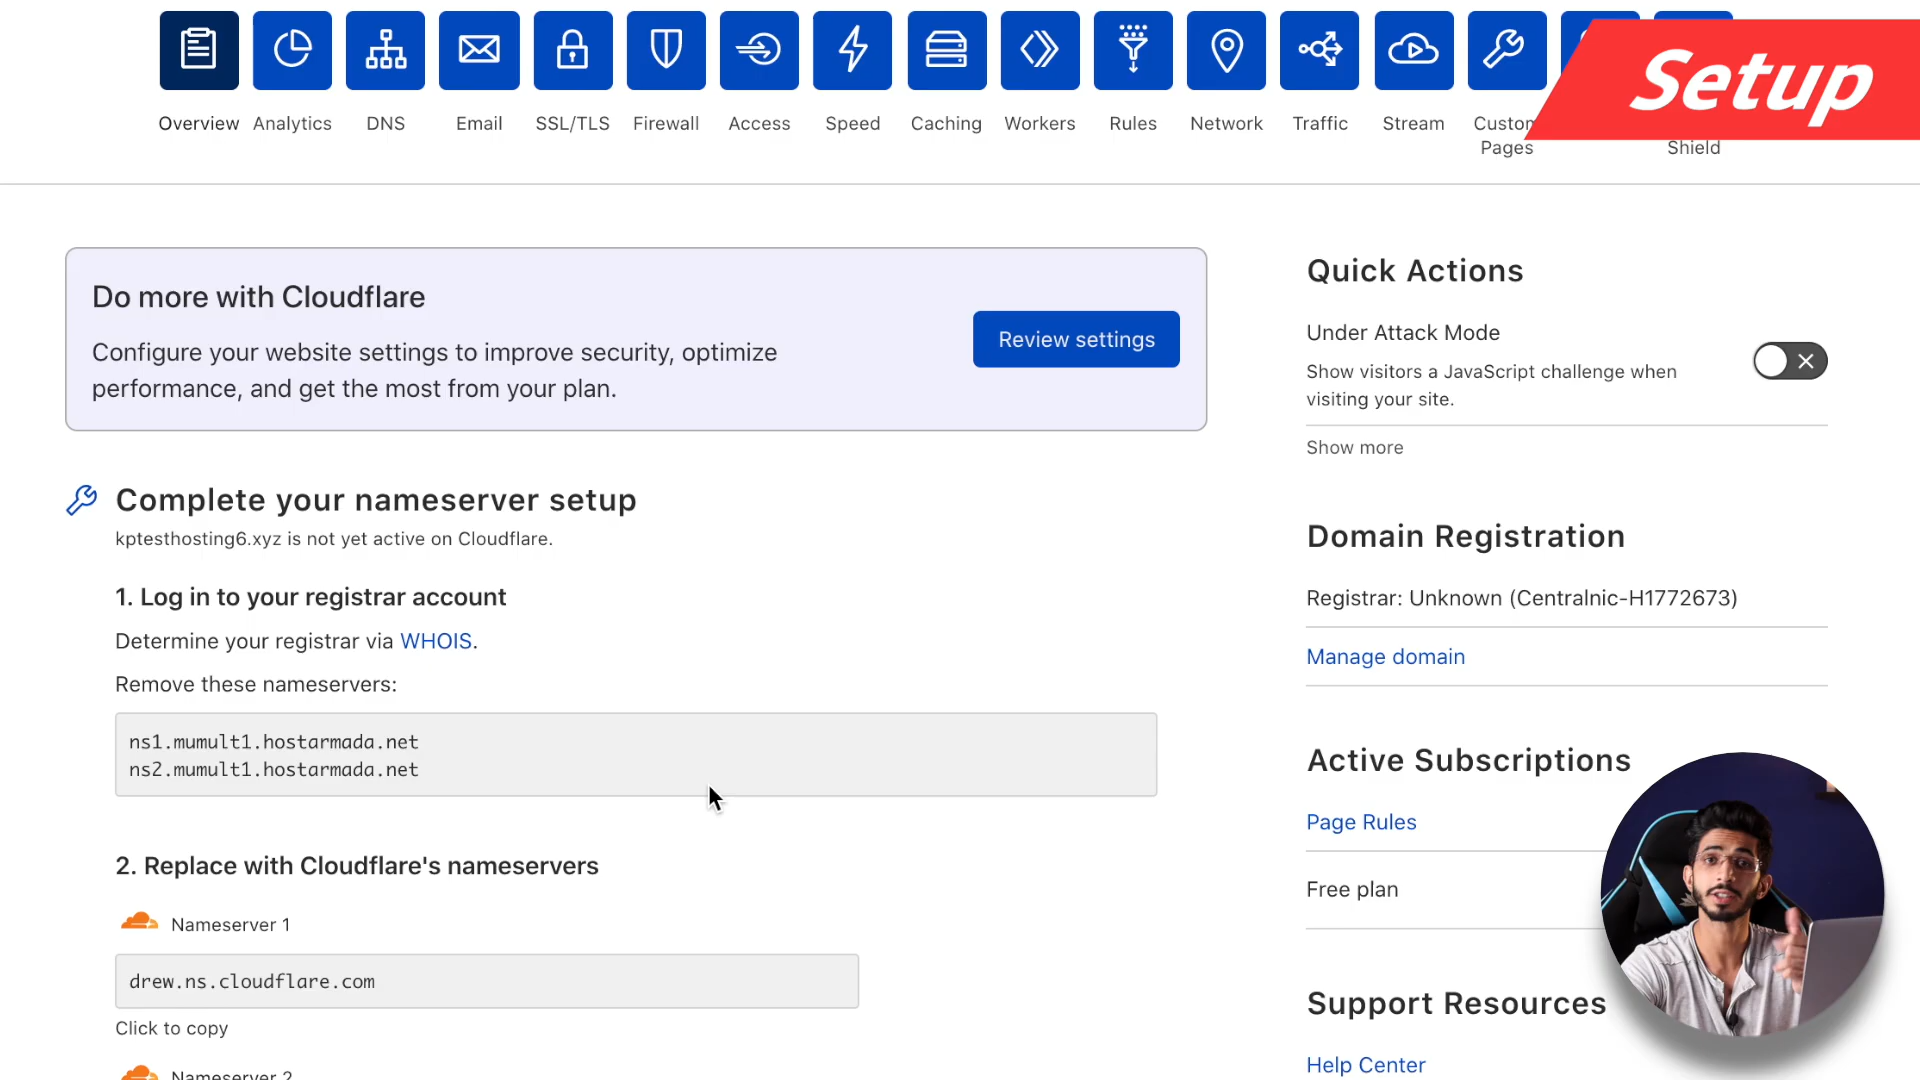 Overview
Analytics
DNS
Email
SSL/TLS
Firewall
Access
Speed
Caching
Workers
Rules
Network
Traffic
Stream
Pages
Shield
Setup
Do more with Cloudflare
Configure your website settings to improve security, optimize
performance, and get the most from your plan.
Review settings
Complete your nameserver setup
kptesthosting6.xyz is not yet active on Cloudflare.
1. Log in to your registrar account
Determine your registrar via WHOIS.
Remove these nameservers:
ns1.mumult1.hostarmada.net
ns2.mumult1.hostarmada.net
2. Replace with Cloudflare's nameservers
Nameserver 1
drew.ns.cloudflare.com
Click to copy
Nameserver 2
Quick Actions
Under Attack Mode
Show visitors a JavaScript challenge when
visiting your site.
Show more
Domain Registration
Registrar: Unknown (Centralnic-H1772673)
Manage domain
Active Subscriptions
Page Rules
Free plan
Support Resources
Help Center